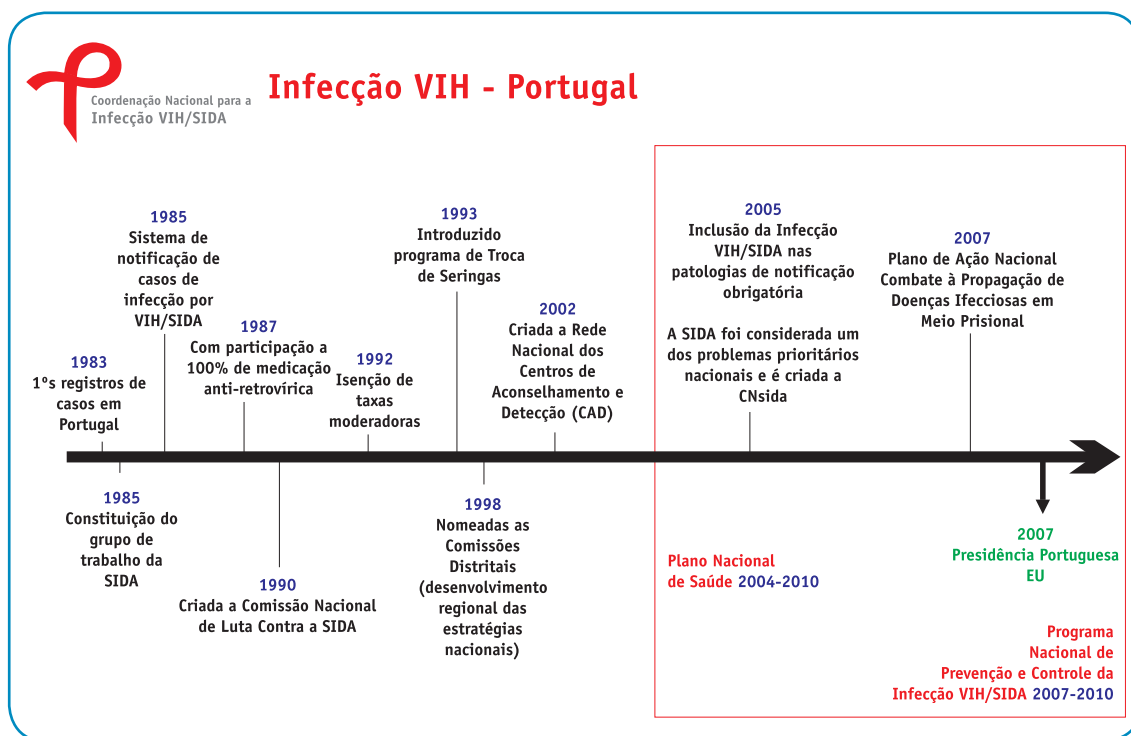 Coordenação Nacional para a
Infecção VIH/SIDA
Infecção VIH - Portugal
1983
1ºs registros de
casos em
Portugal
1985
Sistema de
notificação de
casos de
infecção por
VIH/SIDA
1987
Com participação a
100% de medicação
anti-retrovírica
1992
Isenção de
taxas
moderadoras
1993
Introduzido
programa de Troca
de Seringas
2002
Criada a Rede
Nacional dos
Centros de
Aconselhamento e
Detecção (CAD)
2005
Inclusão da Infecção
VIH/SIDA nas
patologias de notificação
obrigatória
A SIDA foi considerada um
dos problemas prioritários
nacionais e é criada a
CNsida
2007
Plano de Ação Nacional
Combate à Propagação de
Doenças Ifecciosas em
Meio Prisional
1985
Constituição do
grupo de
trabalho da
SIDA
1990
Criada a Comissão Nacional
de Luta Contra a SIDA
1998
Nomeadas as
Comissões
Distritais
(desenvolvimento
regional das
estratégias
nacionais)
Plano Nacional
de Saúde 2004-2010
2007
Presidência Portuguesa
EU
Programa
Nacional de
Prevenção e Controle da
Infecção VIH/SIDA 2007-2010